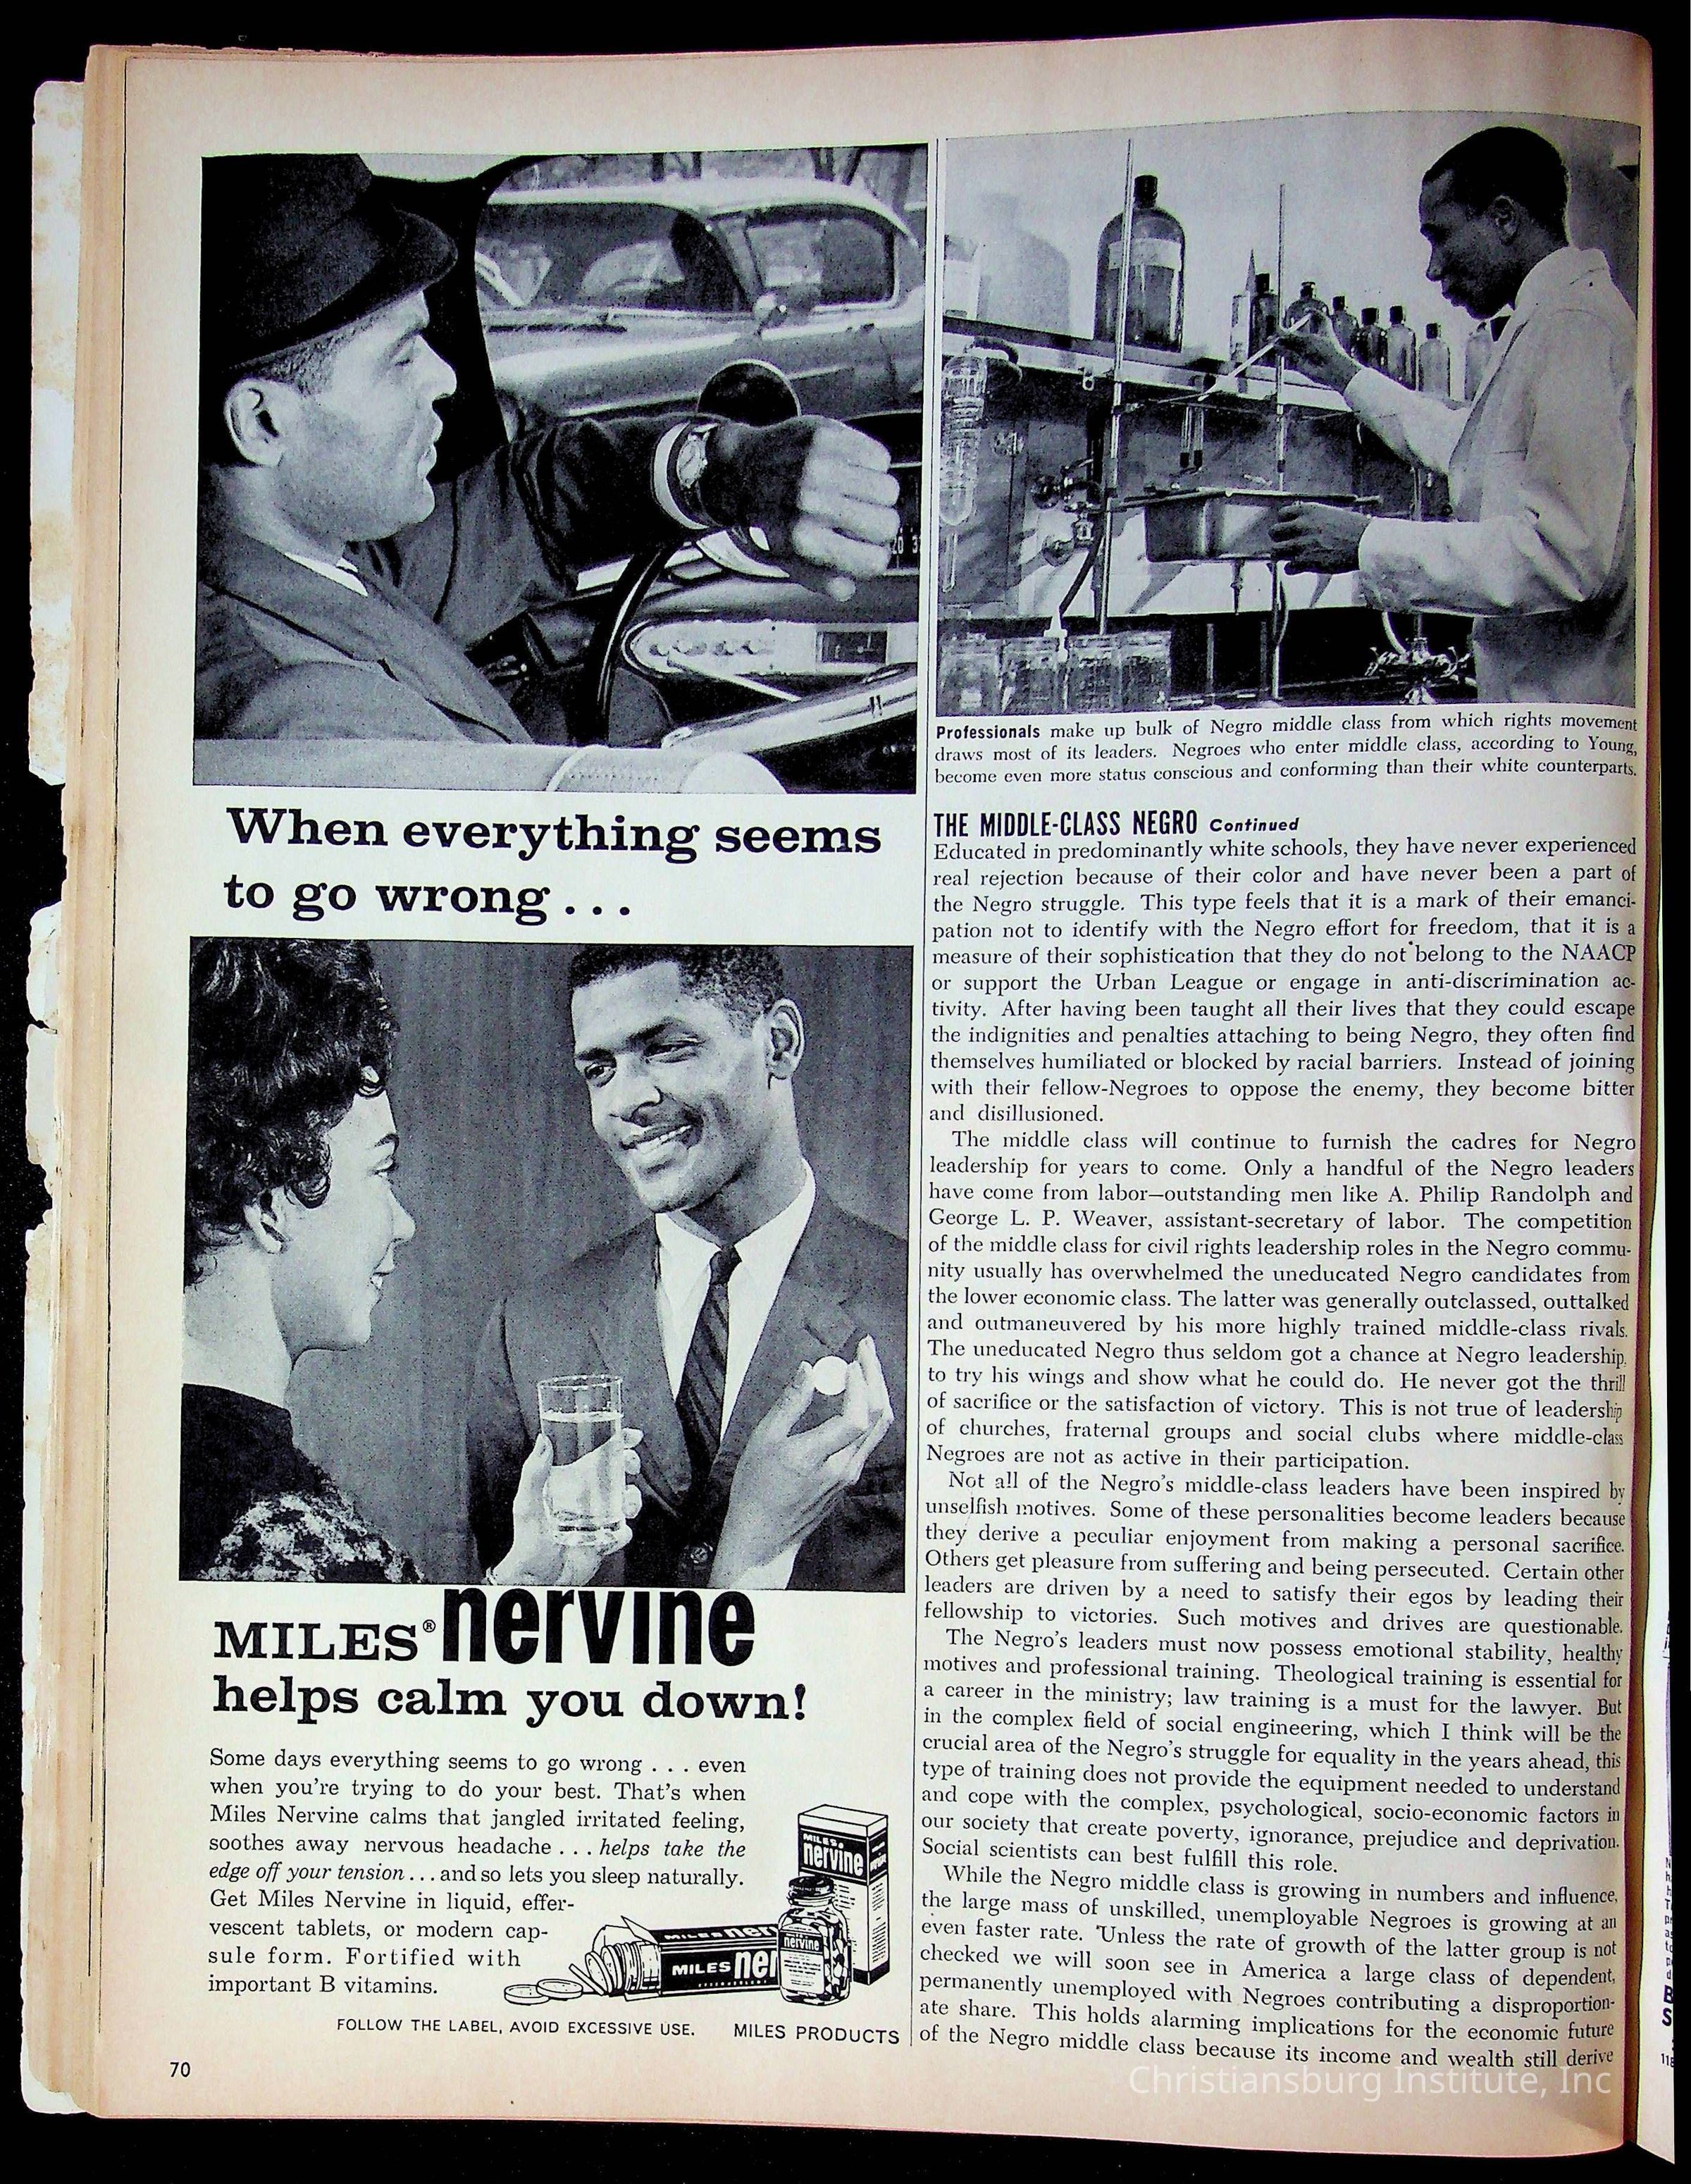 When everything seems
to go wrong . . .
MILES® nervine
helps calm you down!
Some days everything seems to go wrong . . . even
when you're trying to do your best. That's when
Miles Nervine calms that jangled irritated feeling,
soothes away nervous headache . . . helps take the
edge off your tension . . . and so lets you sleep naturally.
Get Miles Nervine in liquid, effer-
vescent tablets, or modern cap-
sule form. Fortified with
important B vitamins.
MILES
nervine
MILES ner
nervine
FOLLOW THE LABEL, AVOID EXCESSIVE USE. MILES PRODUCTS
70
Professionals make up bulk of Negro middle class from which rights movement
draws most of its leaders. Negroes who enter middle class, according to Young,
become even more status conscious and conforming than their white counterparts.
THE MIDDLE-CLASS NEGRO Continued
Educated in predominantly white schools, they have never experienced
real rejection because of their color and have never been a part of
the Negro struggle. This type feels that it is a mark of their emanci-
pation not to identify with the Negro effort for freedom, that it is a
measure of their sophistication that they do not belong to the NAACP
or support the Urban League or engage in anti-discrimination ac-
tivity. After having been taught all their lives that they could escape
the indignities and penalties attaching to being Negro, they often find
themselves humiliated or blocked by racial barriers. Instead of joining
with their fellow-Negroes to oppose the enemy, they become bitter
and disillusioned.
The middle class will continue to furnish the cadres for Negro
leadership for years to come. Only a handful of the Negro leaders
have come from labor—outstanding men like A. Philip Randolph and
George L. P. Weaver, assistant-secretary of labor. The competition
of the middle class for civil rights leadership roles in the Negro commu-
nity usually has overwhelmed the uneducated Negro candidates from
the lower economic class. The latter was generally outclassed, outtalked
and outmaneuvered by his more highly trained middle-class rivals.
The uneducated Negro thus seldom got a chance at Negro leadership,
to try his wings and show what he could do. He never got the thrill
of sacrifice or the satisfaction of victory. This is not true of leadership
of churches, fraternal groups and social clubs where middle-class
Negroes are not as active in their participation.
Not all of the Negro's middle-class leaders have been inspired by
unselfish motives. Some of these personalities become leaders because
they derive a peculiar enjoyment from making a personal sacrifice.
Others get pleasure from suffering and being persecuted. Certain other
leaders are driven by a need to satisfy their egos by leading their
fellowship to victories. Such motives and drives are questionable.
The Negro's leaders must now possess emotional stability, healthy
motives and professional training. Theological training is essential for
a career in the ministry; law training is a must for the lawyer. But
in the complex field of social engineering, which I think will be the
crucial area of the Negro's struggle for equality in the years ahead, this
type of training does not provide the equipment needed to understand
and cope with the complex, psychological, socio-economic factors in
our society that create poverty, ignorance, prejudice and deprivation.
Social scientists can best fulfill this role.
While the Negro middle class is growing in numbers and influence,
the large mass of unskilled, unemployable Negroes is growing at an
even faster rate. Unless the rate of growth of the latter group is not
checked we will soon see in America a large class of dependent,
permanently unemployed with Negroes contributing a disproportion-
ate share. This holds alarming implications for the economic future
of the Negro middle class because its income and wealth still derive
Christiansburg Institute, Inc